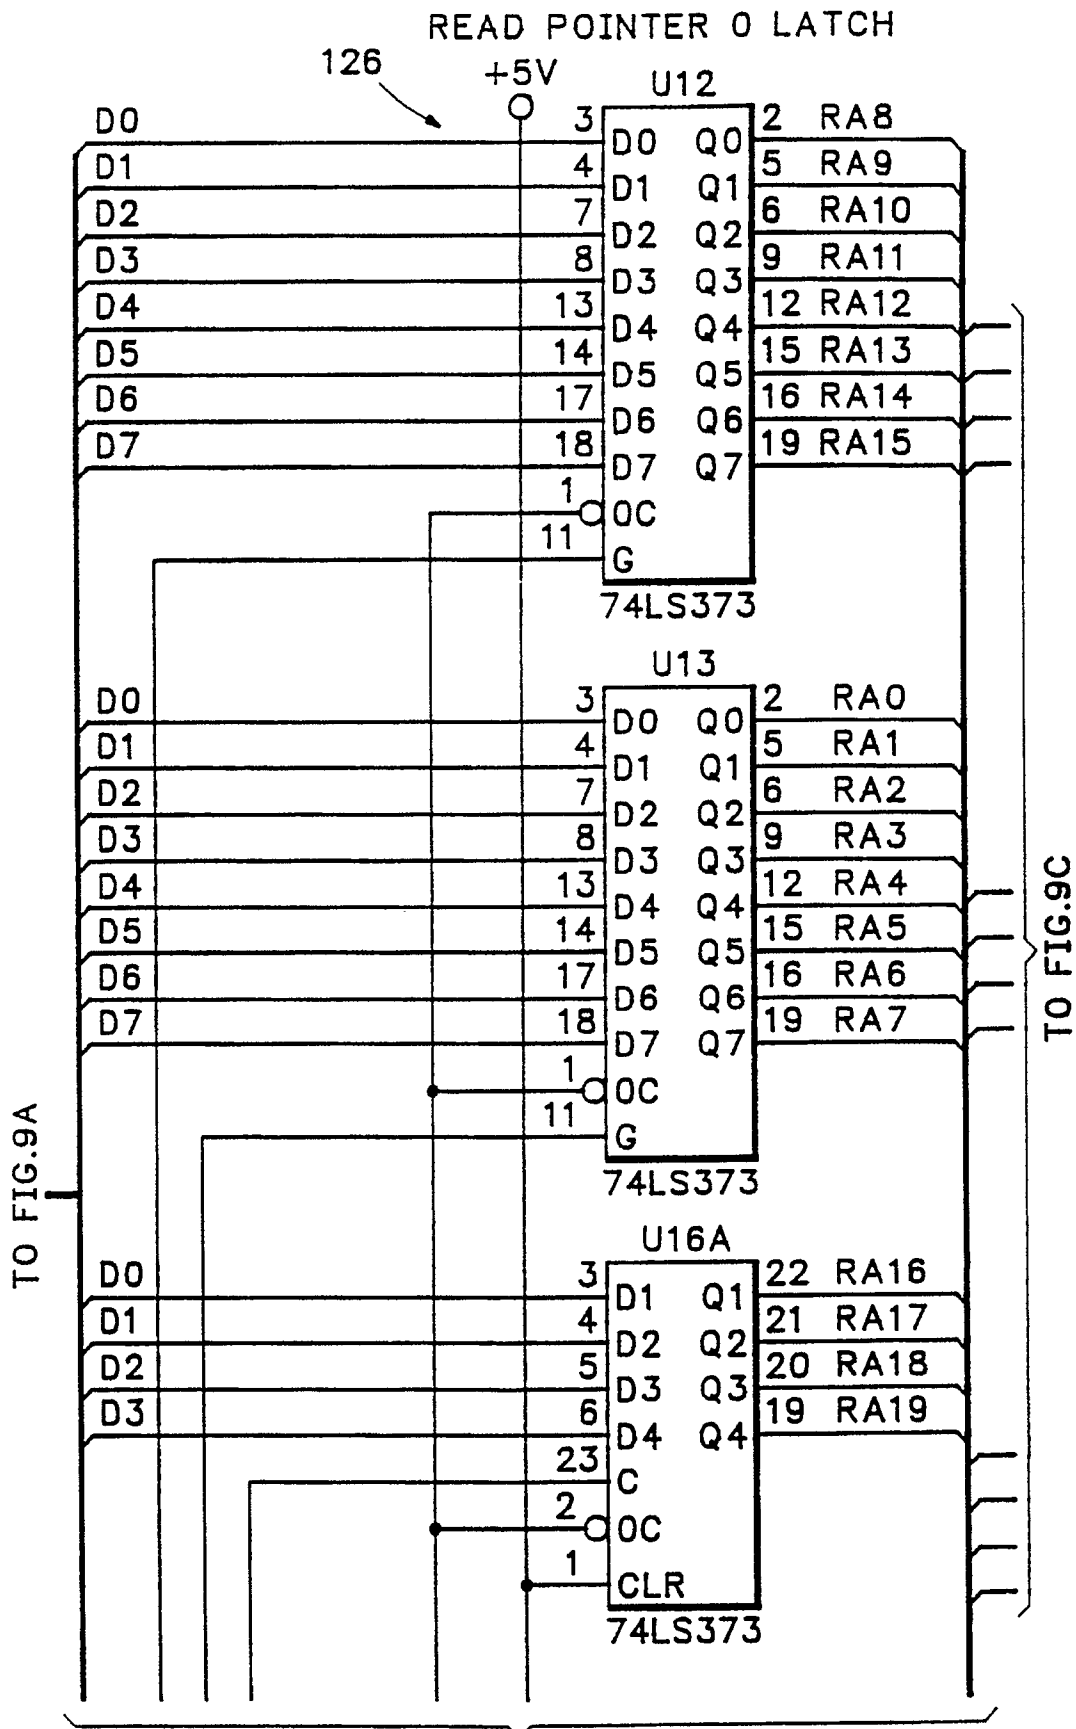 READ POINTER 0 LATCH
126
+5V
U12
D0 3 D0 Q0 2 RA8
D1 4 D1 Q1 5 RA9
D2 7 D2 Q2 6 RA10
D3 8 D3 Q3 9 RA11
D4 13 D4 Q4 12 RA12
D5 14 D5 Q5 15 RA13
D6 17 D6 Q6 16 RA14
D7 18 D7 Q7 19 RA15
1 OC
11 G
74LS373
U13
D0 3 D0 Q0 2 RA0
D1 4 D1 Q1 5 RA1
D2 7 D2 Q2 6 RA2
D3 8 D3 Q3 9 RA3
D4 13 D4 Q4 12 RA4
D5 14 D5 Q5 15 RA5
D6 17 D6 Q6 16 RA6
D7 18 D7 Q7 19 RA7
1 OC
11 G
74LS373
U16A
D0 3 D1 Q1 22 RA16
D1 4 D2 Q2 21 RA17
D2 5 D3 Q3 20 RA18
D3 6 D4 Q4 19 RA19
23 C
2 OC
1 CLR
74LS373
TO FIG.9A
TO FIG.9C